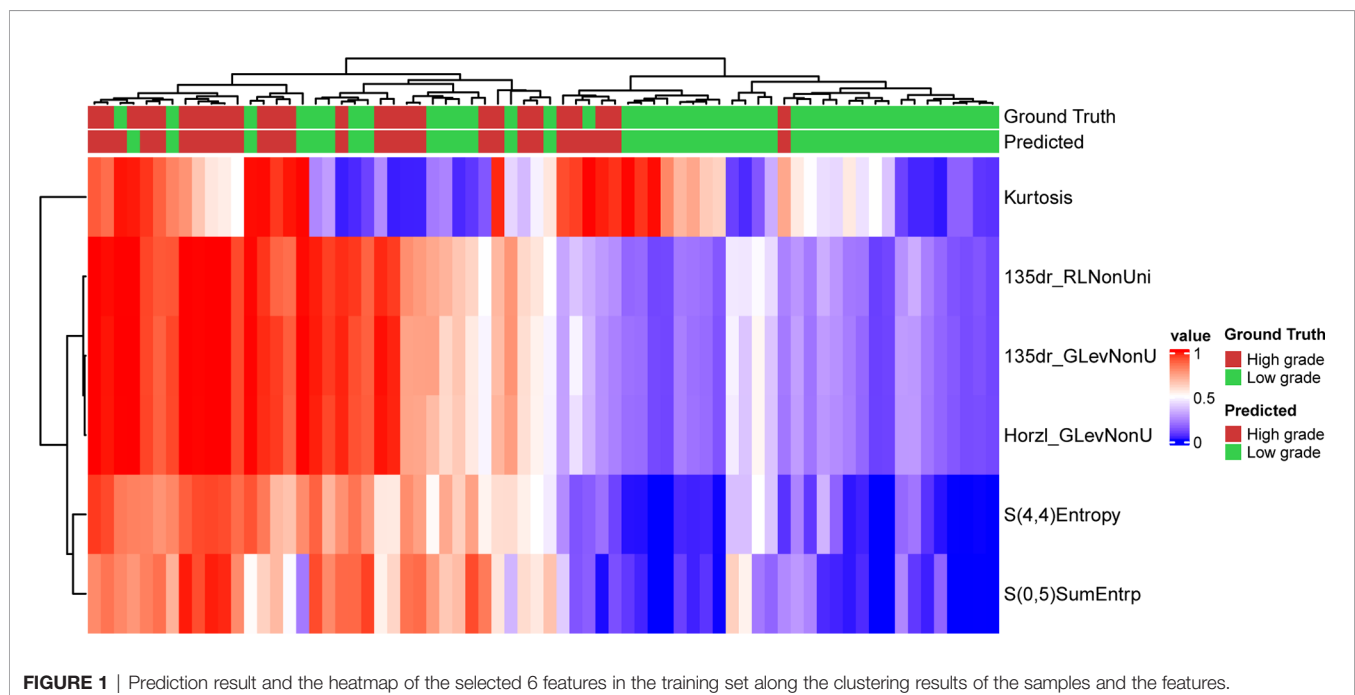 Ground Truth
Predicted
Kurtosis
135dr_RLNonUni
135dr_GLevNonU
Horzl_GLevNonU
S(4,4)Entropy
S(0,5)SumEntrp
value
1
0.5
0
Ground Truth
High grade
Low grade
Predicted
High grade
Low grade
FIGURE 1 | Prediction result and the heatmap of the selected 6 features in the training set along the clustering results of the samples and the features.